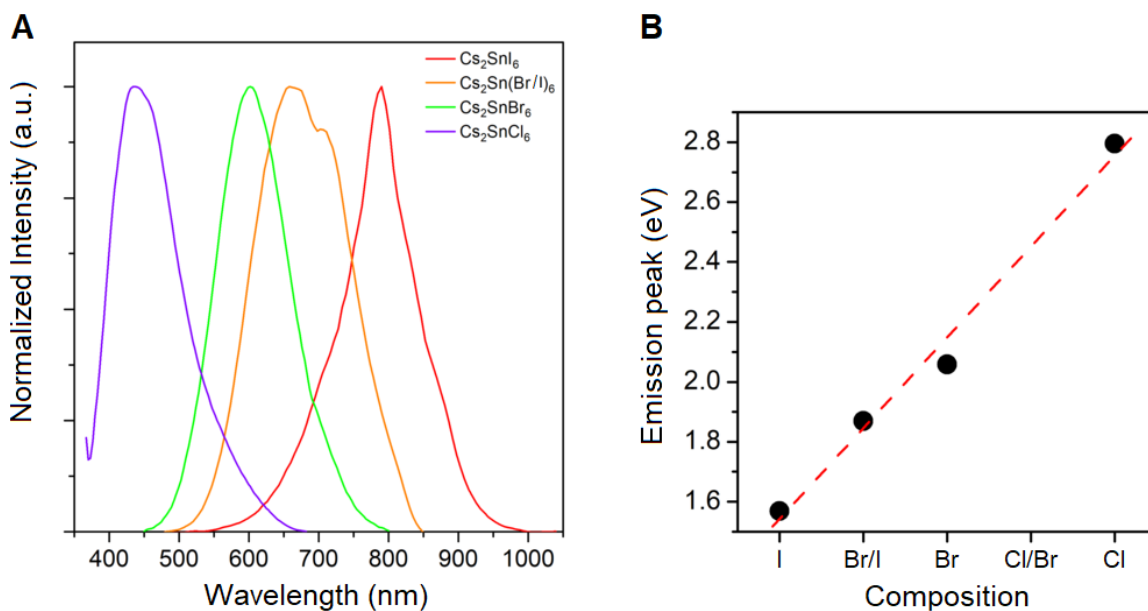 A
Normalized Intensity (a.u.)
Cs₂SnI₆
Cs₂Sn(Br/I)₆
Cs₂SnBr₆
Cs₂SnCl₆
400 500 600 700 800 900 1000
Wavelength (nm)
B
Emission peak (eV)
2.8
2.6
2.4
2.2
2.0
1.8
1.6
I Br/I Br Cl/Br Cl
Composition